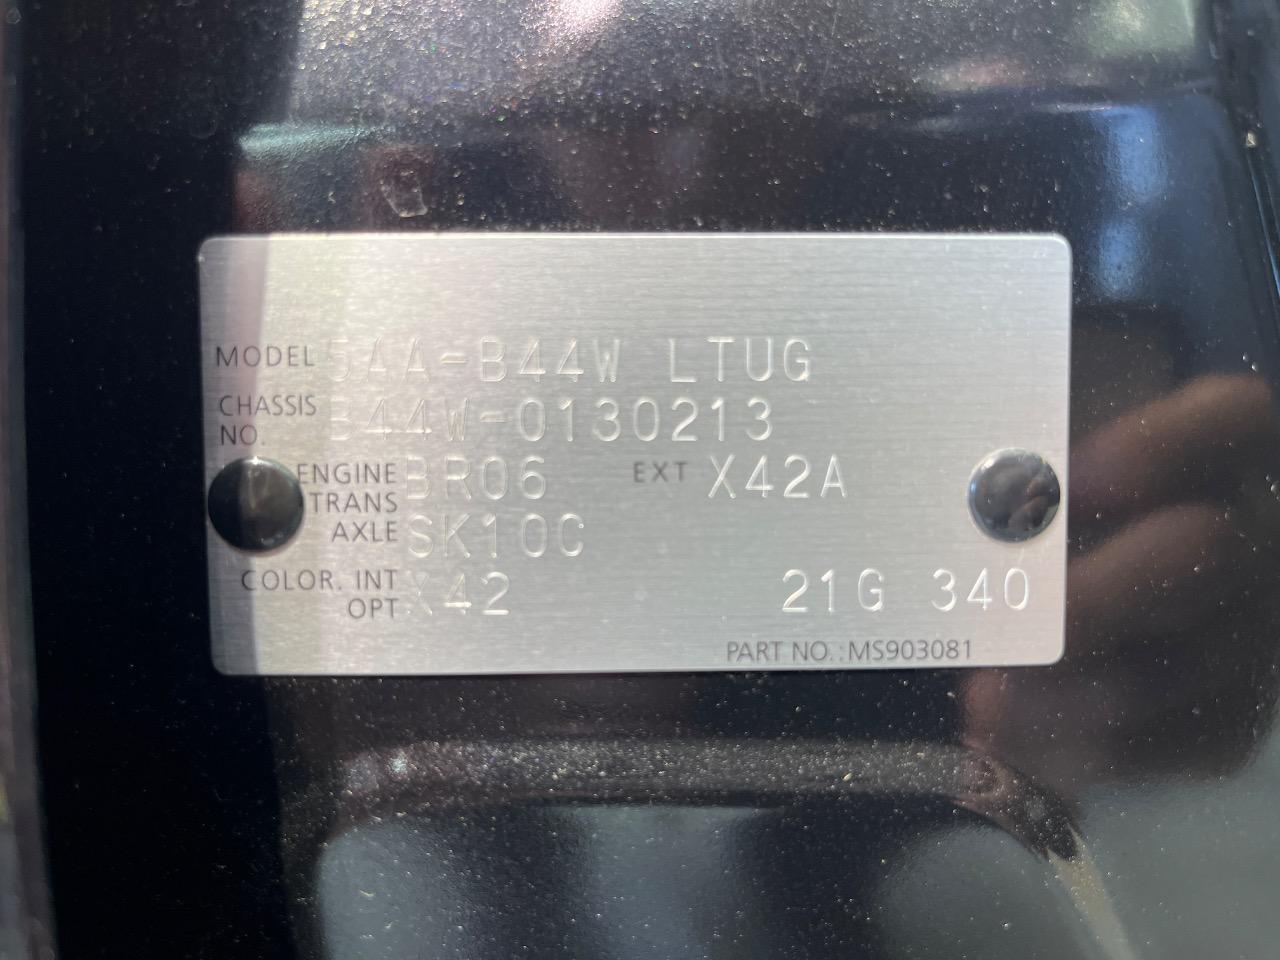 MODEL 5AA-B44W LTUG
CHASSIS NO. B44W-0130213
ENGINE BR06 EXT X42A
TRANS AXLE SK10C
COLOR. INT OPT X42 21G 340
PART NO.:MS903081